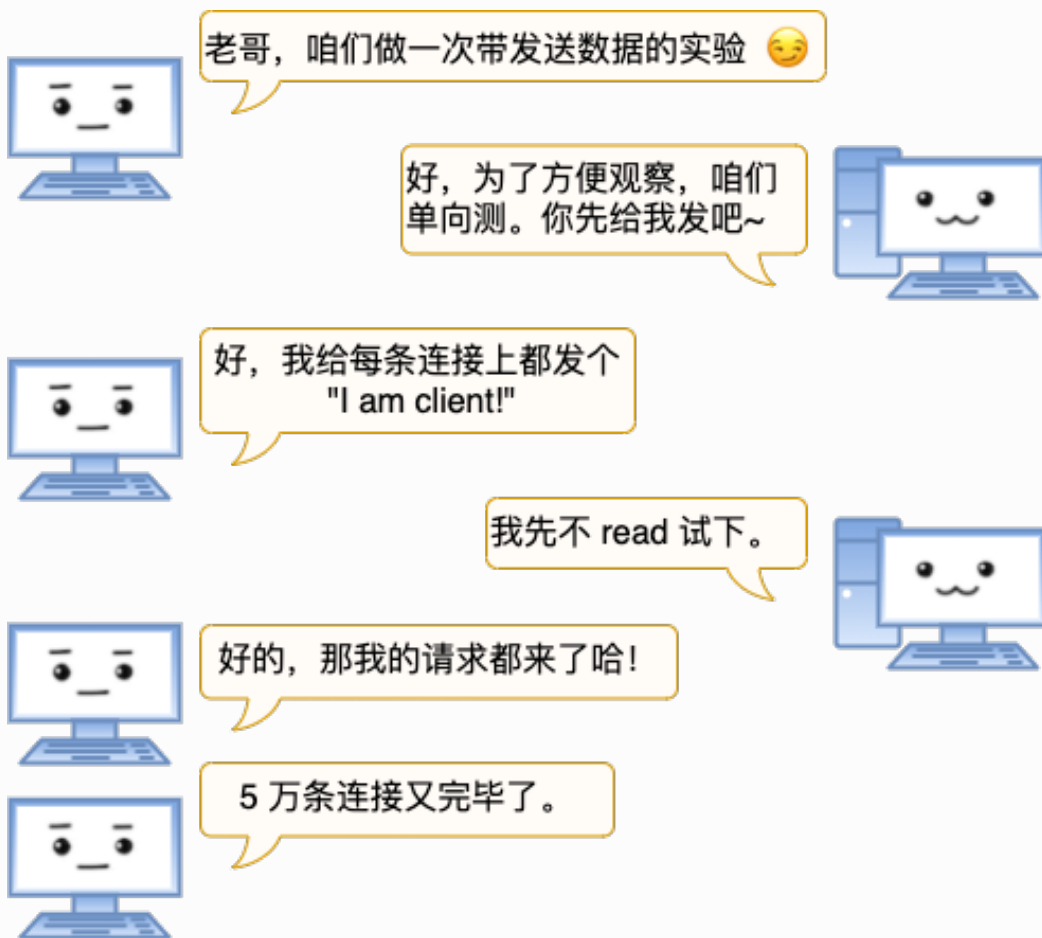 老哥，咱们做一次带发送数据的实验 😏
好，为了方便观察，咱们
单向测。你先给我发吧~
好，我给每条连接上都发个
"I am client!"
我先不 read 试下。
好的，那我的请求都来了哈！
5 万条连接又完毕了。